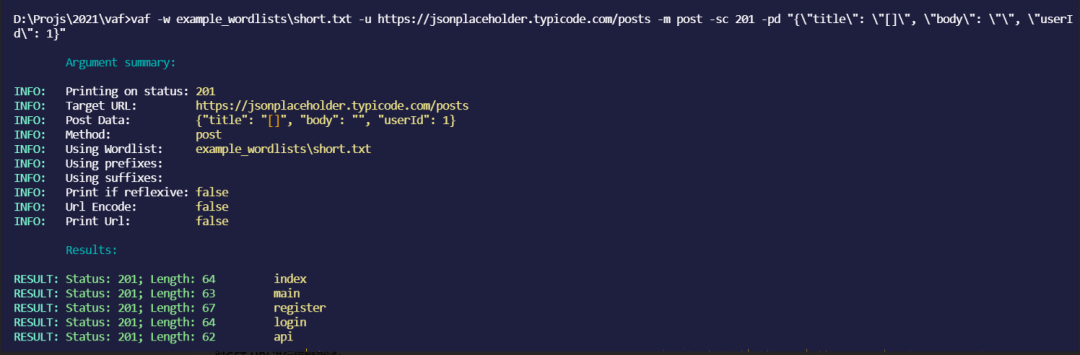 D:\Projs\2021\vaf>vaf -w example_wordlists\short.txt -u https://jsonplaceholder.typicode.com/posts -m post -sc 201 -pd "{\"title\": \"[]\", \"body\": \"\", \"userI
d\": 1}"
Argument summary:
INFO: Printing on status: 201
INFO: Target URL: https://jsonplaceholder.typicode.com/posts
INFO: Post Data: {"title": "[]", "body": "", "userId": 1}
INFO: Method: post
INFO: Using Wordlist: example_wordlists\short.txt
INFO: Using prefixes:
INFO: Using suffixes:
INFO: Print if reflexive: false
INFO: Url Encode: false
INFO: Print Url: false
Results:
RESULT: Status: 201; Length: 64 index
RESULT: Status: 201; Length: 63 main
RESULT: Status: 201; Length: 67 register
RESULT: Status: 201; Length: 64 login
RESULT: Status: 201; Length: 62 api